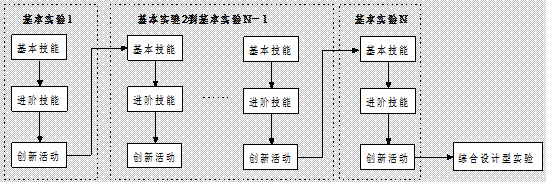 基本实验1
基本实验2到基本实验N-1
基本实验N
基本技能
基本技能
基本技能
基本技能
进阶技能
进阶技能
......
进阶技能
进阶技能
创新活动
创新活动
创新活动
创新活动
综合设计型实验